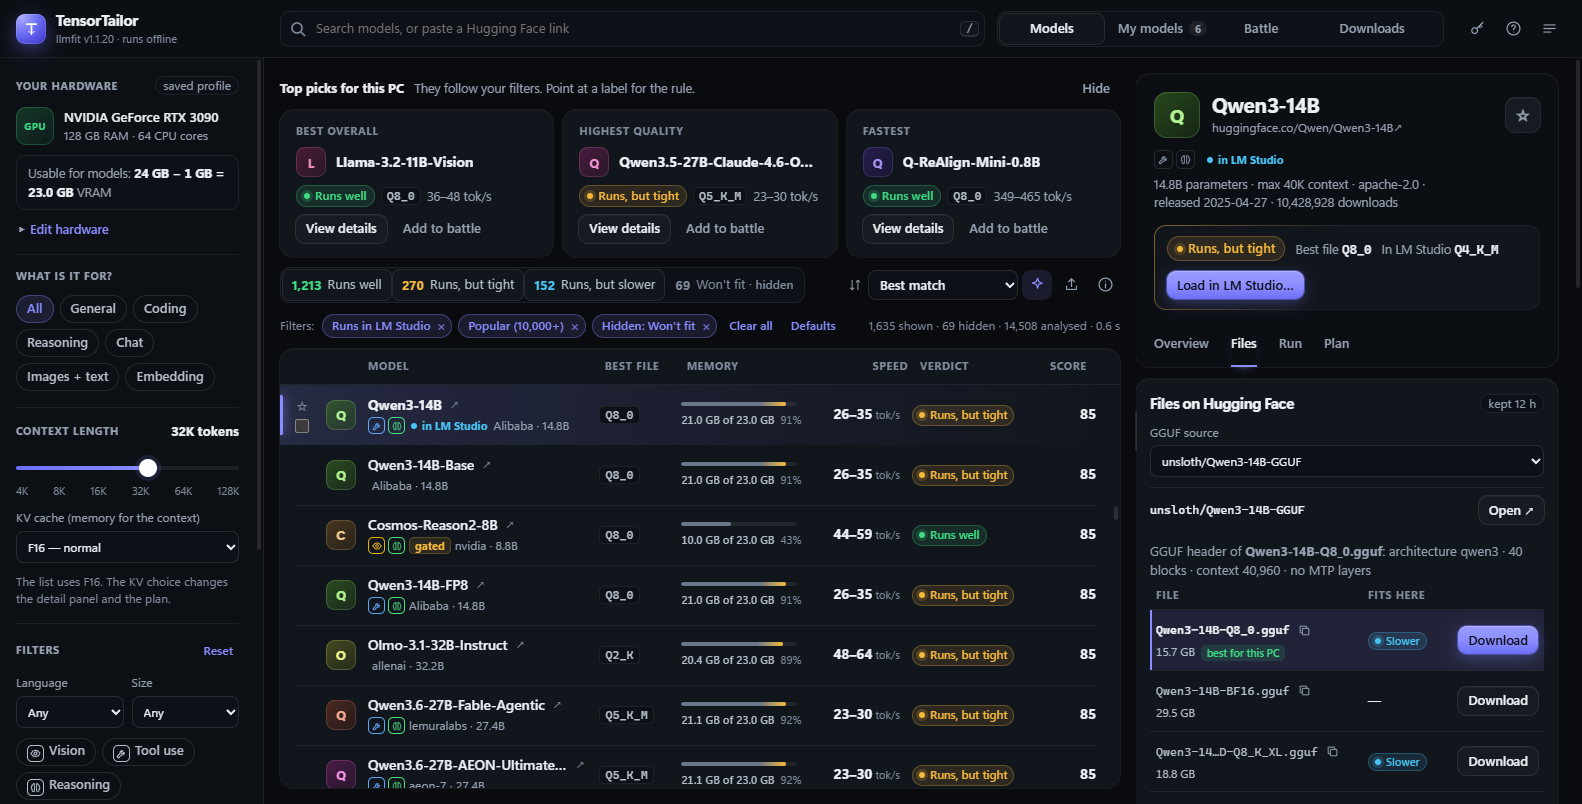 TensorTailor
llmfit v1.1.20 · runs offline
Search models, or paste a Hugging Face link
/
Models
My models 6
Battle
Downloads
YOUR HARDWARE
saved profile
GPU
NVIDIA GeForce RTX 3090
128 GB RAM · 64 CPU cores
Usable for models: 24 GB − 1 GB =
23.0 GB VRAM
Edit hardware
WHAT IS IT FOR?
All
General
Coding
Reasoning
Chat
Images + text
Embedding
CONTEXT LENGTH
32K tokens
4K 8K 16K 32K 64K 128K
KV cache (memory for the context)
F16 — normal
The list uses F16. The KV choice changes
the detail panel and the plan.
FILTERS
Reset
Language
Size
Any
Any
Vision
Tool use
Reasoning
Top picks for this PC They follow your filters. Point at a label for the rule.
Hide
BEST OVERALL
L
Llama-3.2-11B-Vision
Runs well Q8_0 36–48 tok/s
View details
Add to battle
HIGHEST QUALITY
Q
Qwen3.5-27B-Claude-4.6-O...
Runs, but tight Q5_K_M 23–30 tok/s
View details
Add to battle
FASTEST
Q
Q-ReAlign-Mini-0.8B
Runs well Q8_0 349–465 tok/s
View details
Add to battle
1,213 Runs well
270 Runs, but tight
152 Runs, but slower
69 Won't fit · hidden
Best match
Filters:
Runs in LM Studio ×
Popular (10,000+) ×
Hidden: Won't fit ×
Clear all
Defaults
1,635 shown · 69 hidden · 14,508 analysed · 0.6 s
MODEL BEST FILE MEMORY SPEED VERDICT SCORE
Q
Qwen3-14B
in LM Studio Alibaba · 14.8B
Q8_0
21.0 GB of 23.0 GB 91%
26–35 tok/s
Runs, but tight
85
Q
Qwen3-14B-Base
Alibaba · 14.8B
Q8_0
21.0 GB of 23.0 GB 91%
26–35 tok/s
Runs, but tight
85
C
Cosmos-Reason2-8B
gated nvidia · 8.8B
Q8_0
10.0 GB of 23.0 GB 43%
44–59 tok/s
Runs well
85
Q
Qwen3-14B-FP8
Alibaba · 14.8B
Q8_0
21.0 GB of 23.0 GB 91%
26–35 tok/s
Runs, but tight
85
O
Olmo-3.1-32B-Instruct
allenai · 32.2B
Q2_K
20.4 GB of 23.0 GB 89%
48–64 tok/s
Runs, but tight
85
Q
Qwen3.6-27B-Fable-Agentic
lemuralabs · 27.4B
Q5_K_M
21.1 GB of 23.0 GB 92%
23–30 tok/s
Runs, but tight
85
Q
Qwen3.6-27B-AEON-Ultimate...
aeon-7 · 27.4B
Q5_K_M
21.1 GB of 23.0 GB 92%
23–30 tok/s
Runs, but tight
85
Q
Qwen3-14B
huggingface.co/Qwen/Qwen3-14B↗
in LM Studio
14.8B parameters · max 40K context · apache-2.0 ·
released 2025-04-27 · 10,428,928 downloads
Runs, but tight Best file Q8_0 In LM Studio Q4_K_M
Load in LM Studio...
Overview
Files
Run
Plan
Files on Hugging Face
kept 12 h
GGUF source
unsloth/Qwen3-14B-GGUF
unsloth/Qwen3-14B-GGUF
Open ↗
GGUF header of Qwen3-14B-Q8_0.gguf: architecture qwen3 · 40
blocks · context 40,960 · no MTP layers
FILE FITS HERE
Qwen3-14B-Q8_0.gguf
15.7 GB best for this PC
Slower
Download
Qwen3-14B-BF16.gguf
29.5 GB
—
Download
Qwen3-14…D-Q8_K_XL.gguf
18.8 GB
Slower
Download